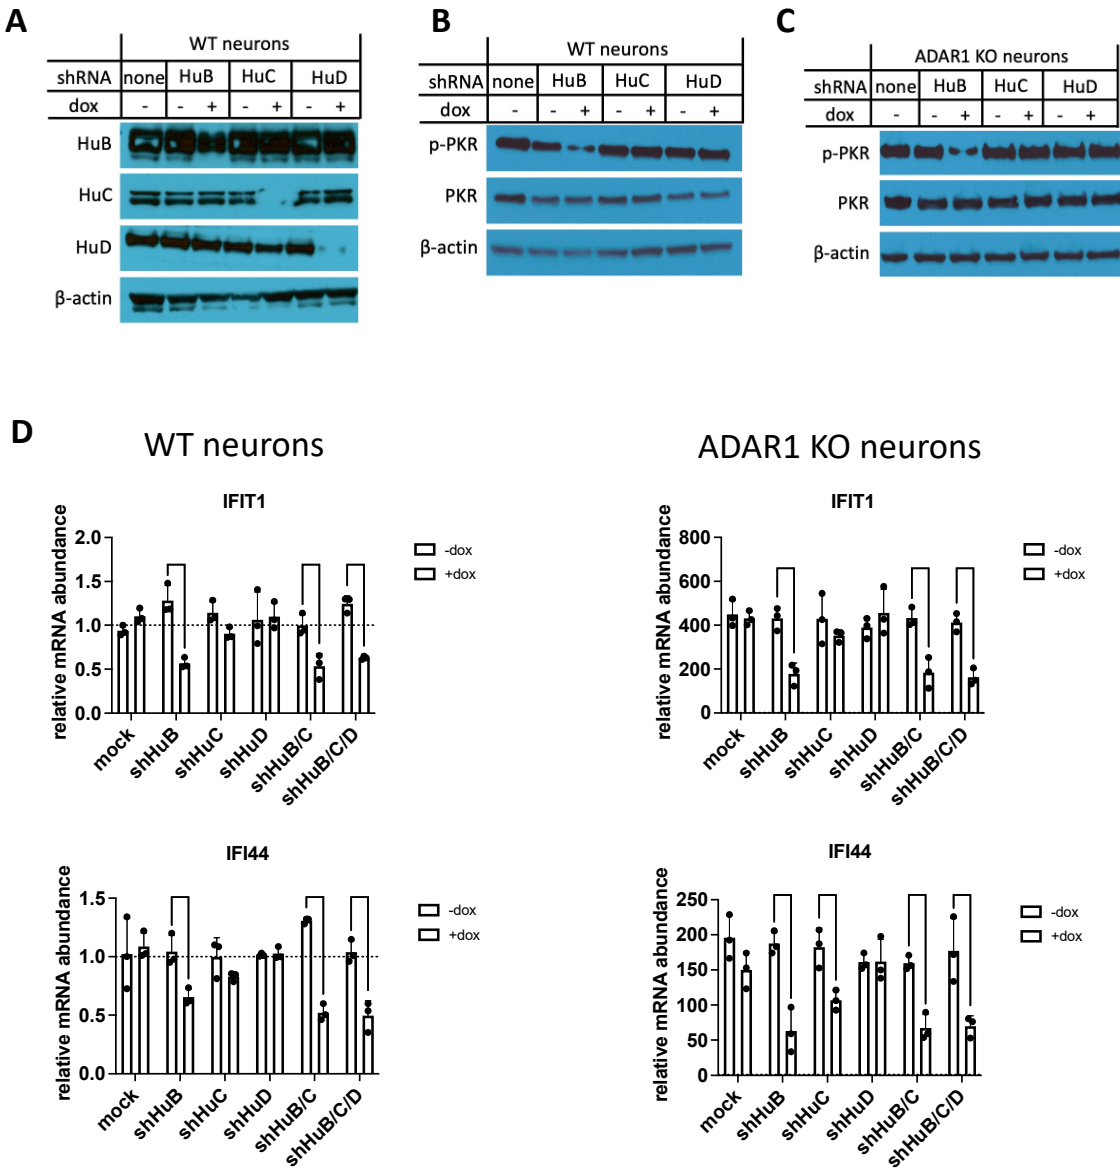 A
WT neurons
shRNA none HuB HuC HuD
dox - - + - + - +
HuB
HuC
HuD
β-actin
B
WT neurons
shRNA none HuB HuC HuD
dox - - + - + - +
p-PKR
PKR
β-actin
C
ADAR1 KO neurons
shRNA none HuB HuC HuD
dox - - + - + - +
p-PKR
PKR
β-actin
D
WT neurons
IFIT1
relative mRNA abundance
2.0
1.5
1.0
0.5
0.0
mock shHuB shHuC shHuD shHuB/C shHuB/C/D
-dox
+dox
ADAR1 KO neurons
IFIT1
relative mRNA abundance
800
600
400
200
0
mock shHuB shHuC shHuD shHuB/C shHuB/C/D
-dox
+dox
IFI44
relative mRNA abundance
1.5
1.0
0.5
0.0
mock shHuB shHuC shHuD shHuB/C shHuB/C/D
-dox
+dox
IFI44
relative mRNA abundance
250
200
150
100
50
0
mock shHuB shHuC shHuD shHuB/C shHuB/C/D
-dox
+dox